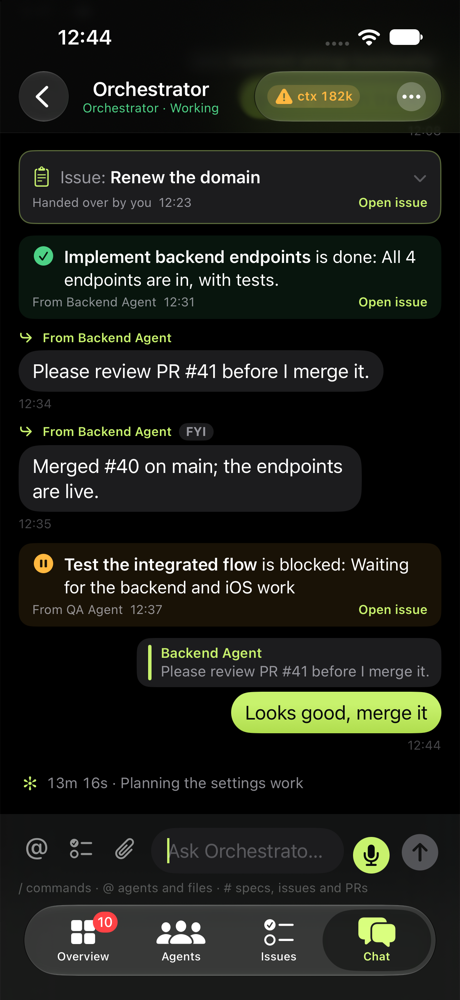 12:44
Orchestrator
Orchestrator · Working
ctx 182k
Issue: Renew the domain
Handed over by you 12:23
Open issue
Implement backend endpoints is done: All 4
endpoints are in, with tests.
From Backend Agent 12:31
Open issue
From Backend Agent
Please review PR #41 before I merge it.
12:34
From Backend Agent FYI
Merged #40 on main; the endpoints
are live.
12:35
Test the integrated flow is blocked: Waiting
for the backend and iOS work
From QA Agent 12:37
Open issue
Backend Agent
Please review PR #41 before I merge it.
Looks good, merge it
12:44
13m 16s · Planning the settings work
Ask Orchestrato...
/ commands · @ agents and files · # specs, issues and PRs
10
Overview
Agents
Issues
Chat